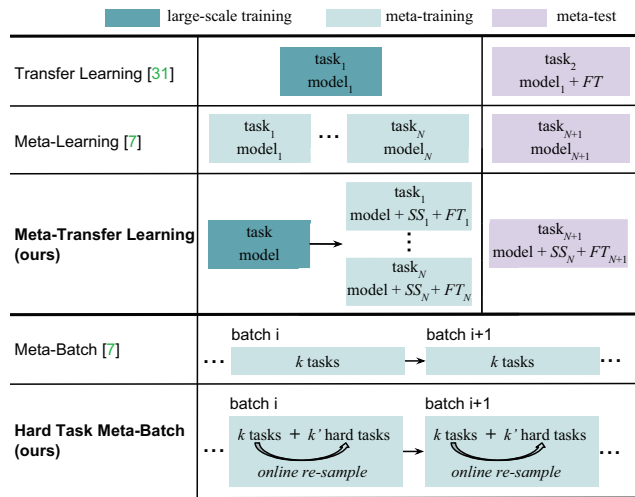 large-scale training meta-training meta-test
Transfer Learning [31]
task1
model1
task2
model1 + FT
Meta-Learning [7]
task1
model1
...
taskN
modelN
taskN+1
modelN+1
Meta-Transfer Learning
(ours)
task
model
task1
model + SS1 + FT1
...
taskN
model + SSN + FTN
taskN+1
model + SSN + FTN+1
Meta-Batch [7]
batch i
batch i+1
... k tasks k tasks ...
Hard Task Meta-Batch
(ours)
batch i
batch i+1
... k tasks + k' hard tasks k tasks + k' hard tasks ...
online re-sample online re-sample